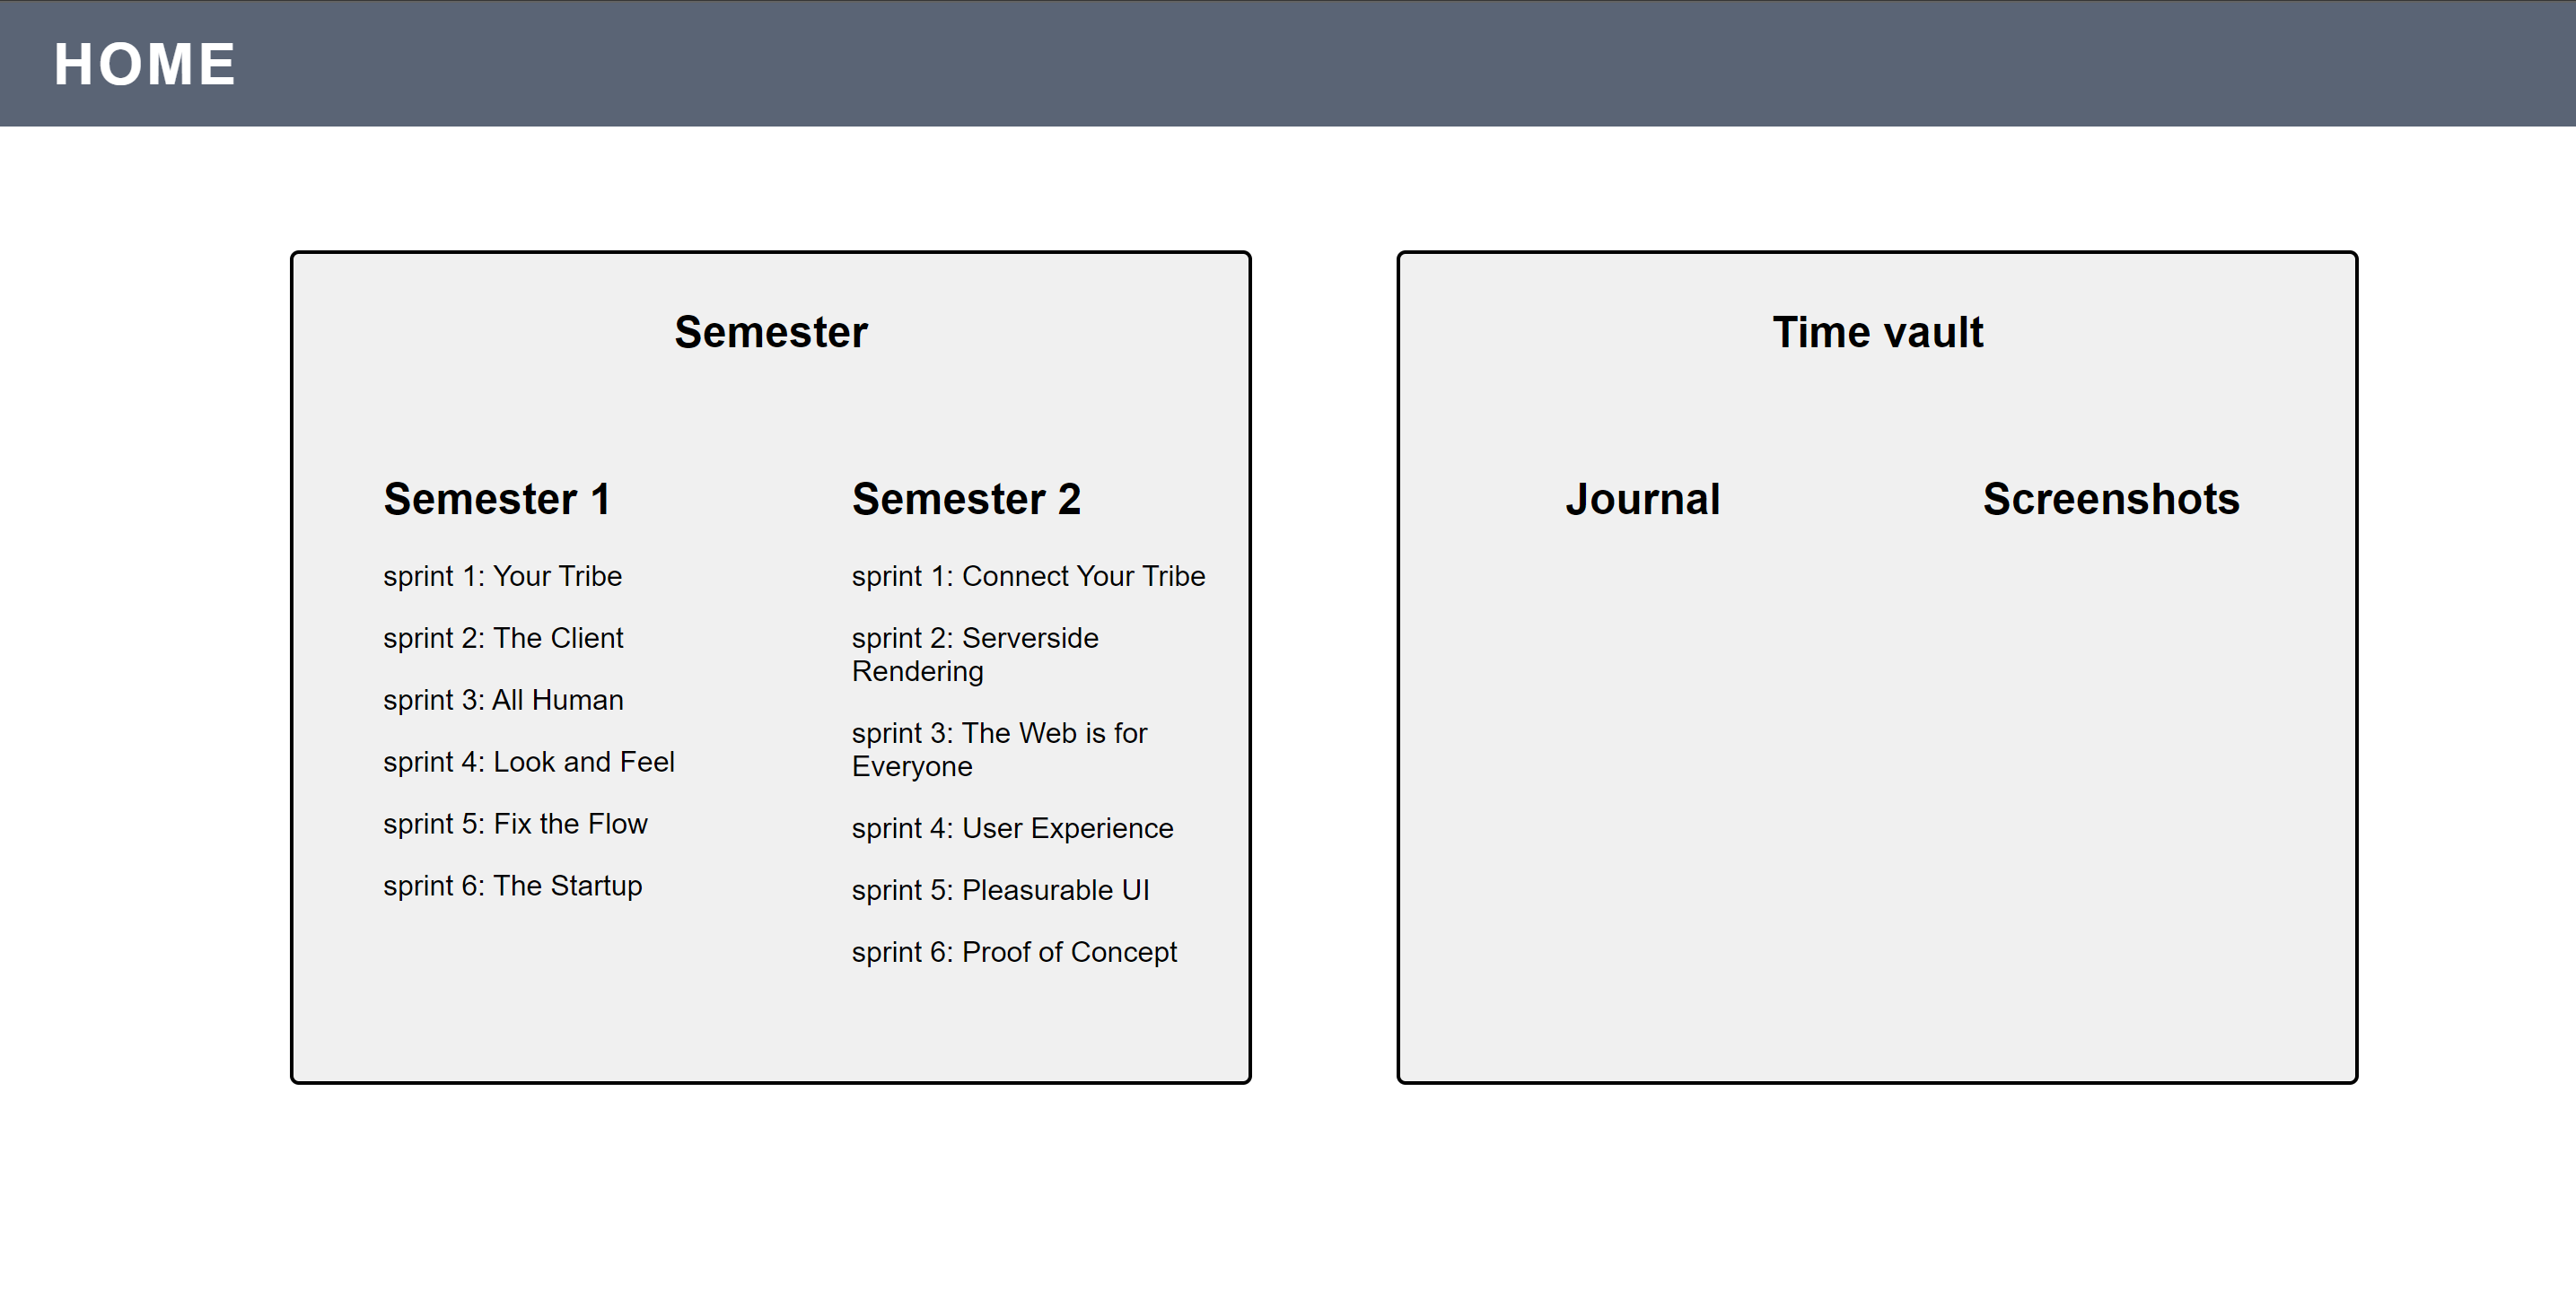 HOME
Semester
Semester 1
sprint 1: Your Tribe
sprint 2: The Client
sprint 3: All Human
sprint 4: Look and Feel
sprint 5: Fix the Flow
sprint 6: The Startup
Semester 2
sprint 1: Connect Your Tribe
sprint 2: Serverside
Rendering
sprint 3: The Web is for
Everyone
sprint 4: User Experience
sprint 5: Pleasurable UI
sprint 6: Proof of Concept
Time vault
Journal
Screenshots